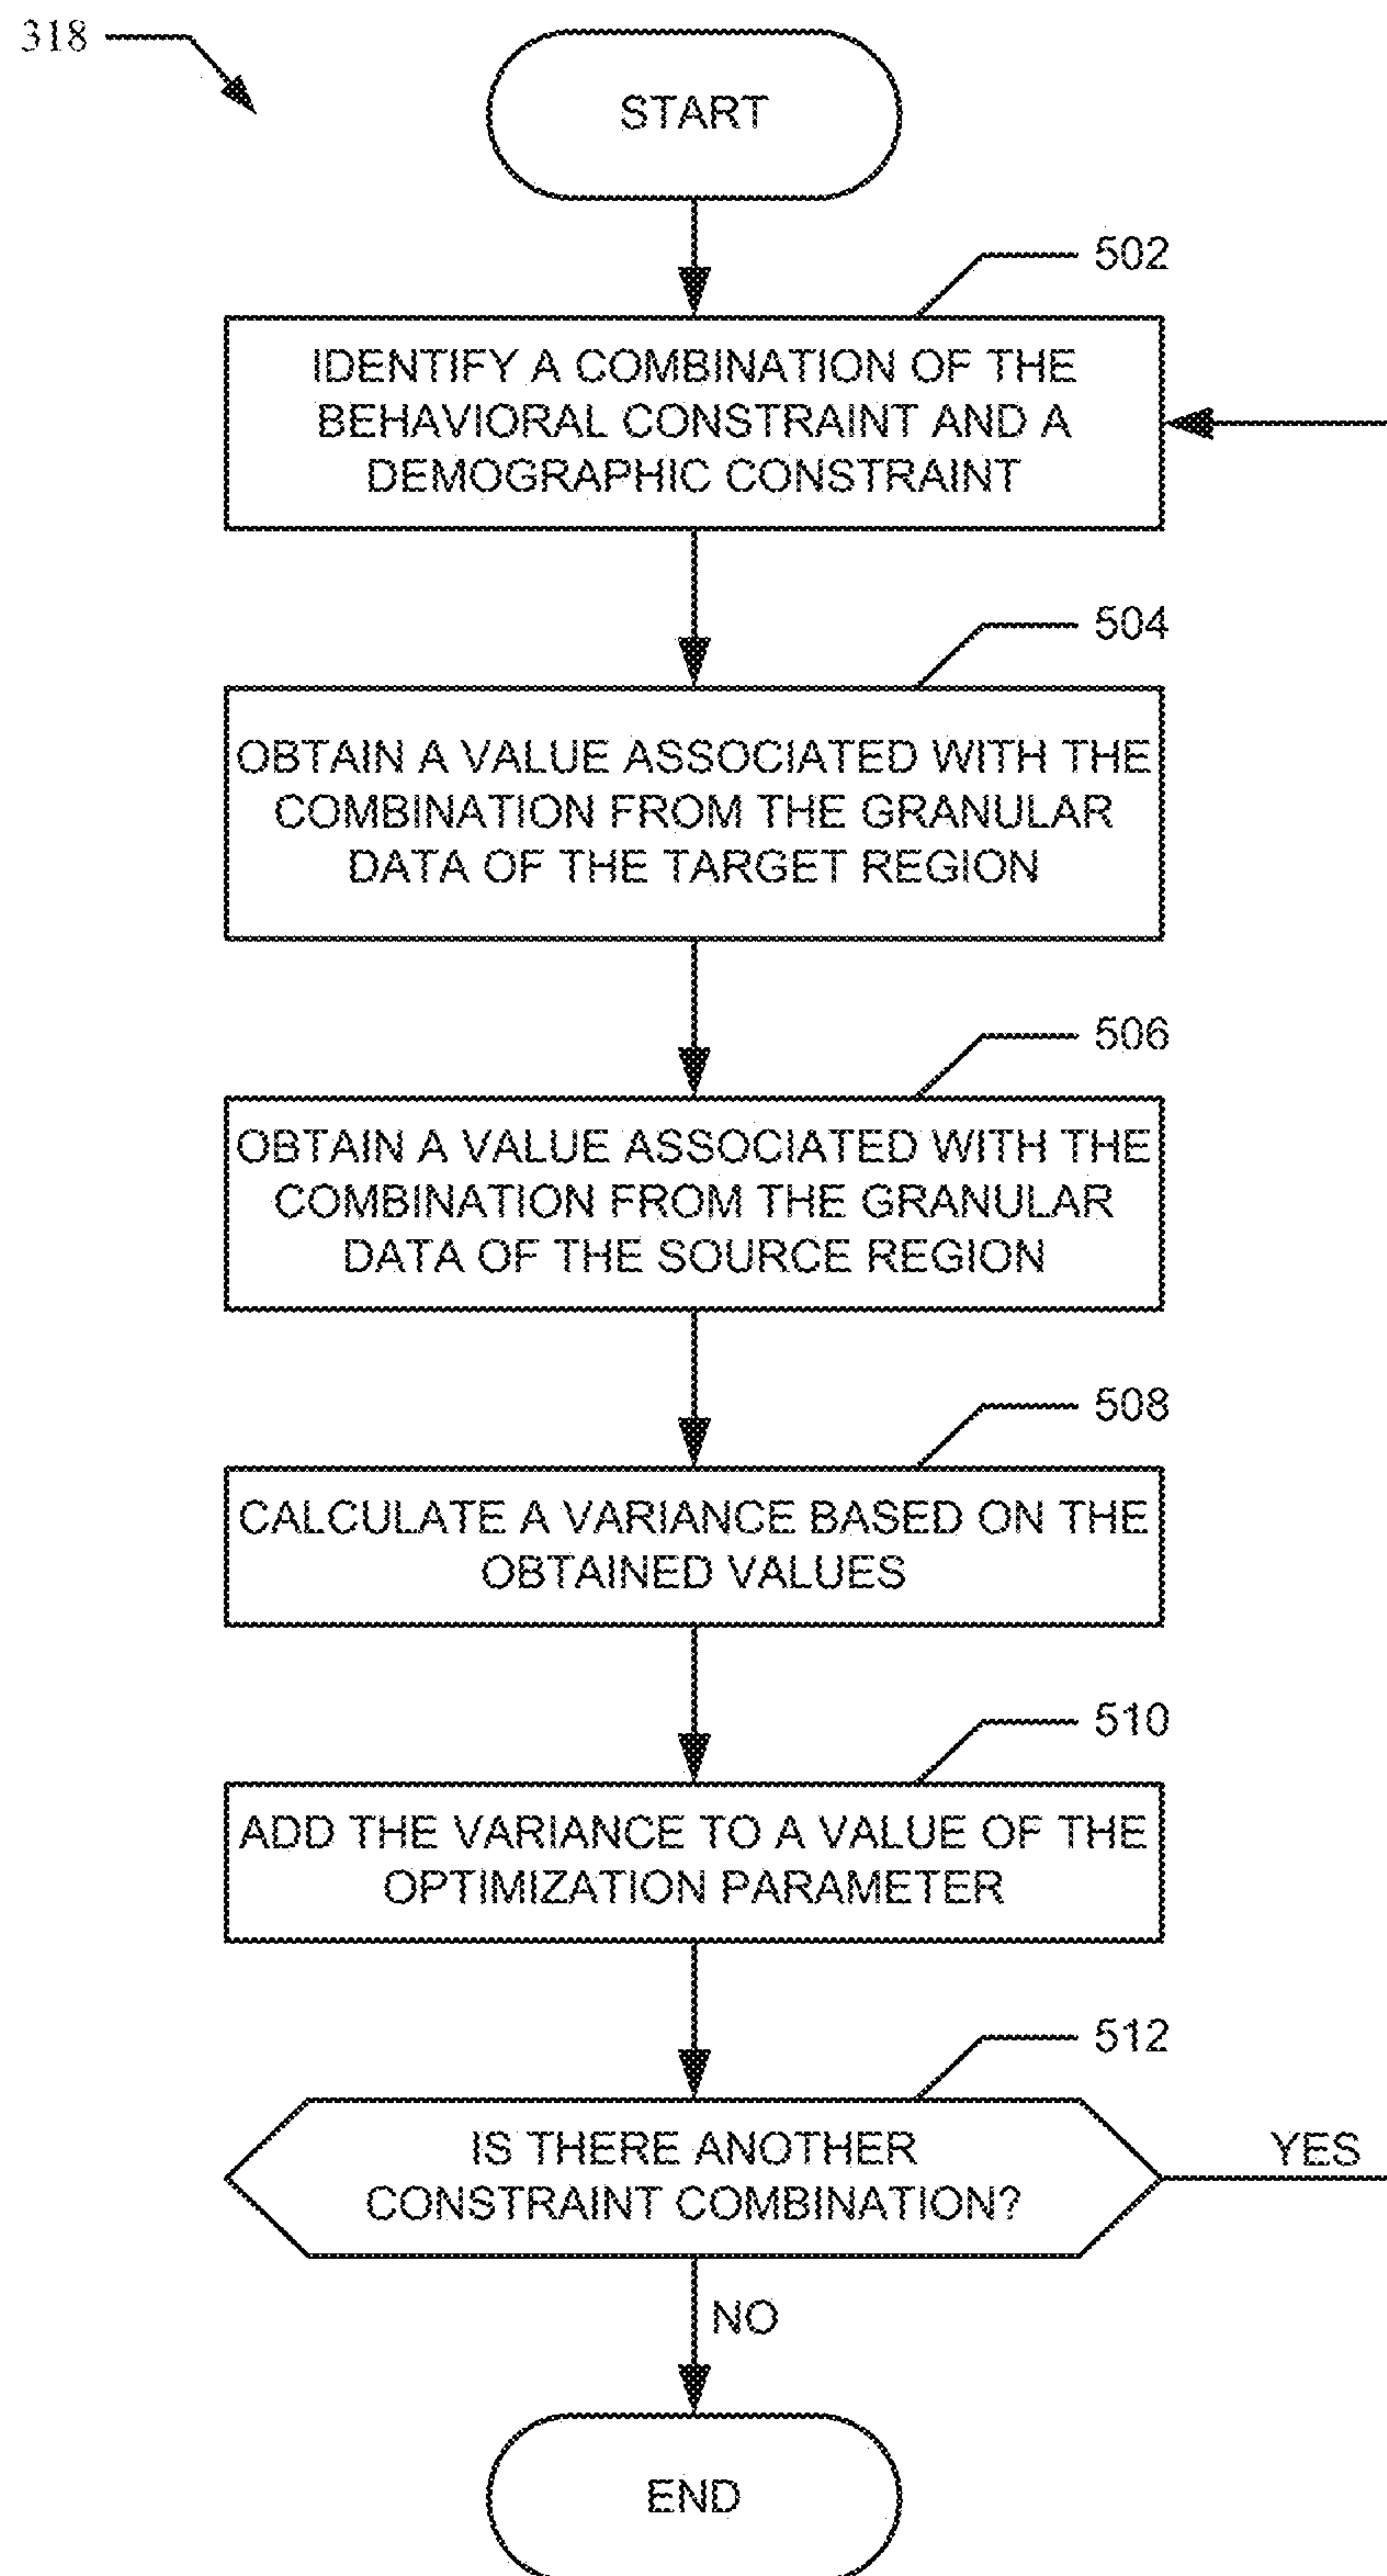 318
START
502
IDENTIFY A COMBINATION OF THE
BEHAVIORAL CONSTRAINT AND A
DEMOGRAPHIC CONSTRAINT
504
OBTAIN A VALUE ASSOCIATED WITH THE
COMBINATION FROM THE GRANULAR
DATA OF THE TARGET REGION
506
OBTAIN A VALUE ASSOCIATED WITH THE
COMBINATION FROM THE GRANULAR
DATA OF THE SOURCE REGION
508
CALCULATE A VARIANCE BASED ON THE
OBTAINED VALUES
510
ADD THE VARIANCE TO A VALUE OF THE
OPTIMIZATION PARAMETER
512
IS THERE ANOTHER
CONSTRAINT COMBINATION?
YES
NO
END